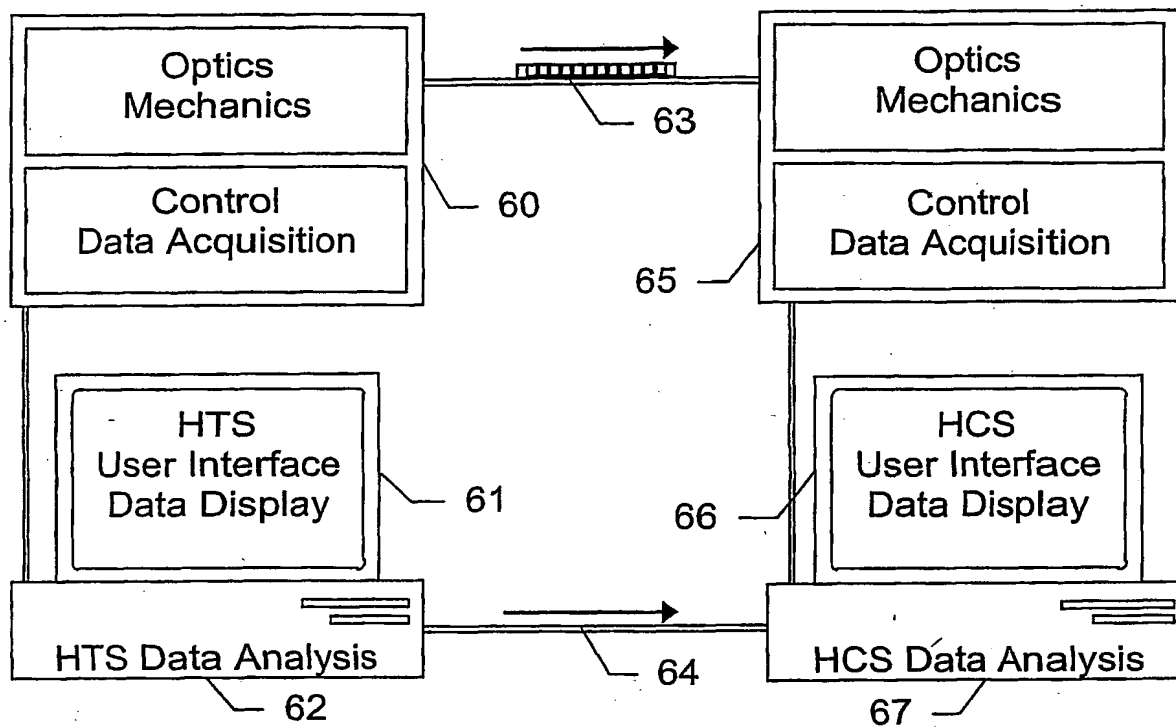 Optics
Mechanics
Control
Data Acquisition
60
63
Optics
Mechanics
Control
Data Acquisition
65
HTS
User Interface
Data Display
61
HTS Data Analysis
62
64
HCS
User Interface
Data Display
66
HCS Data Analysis
67